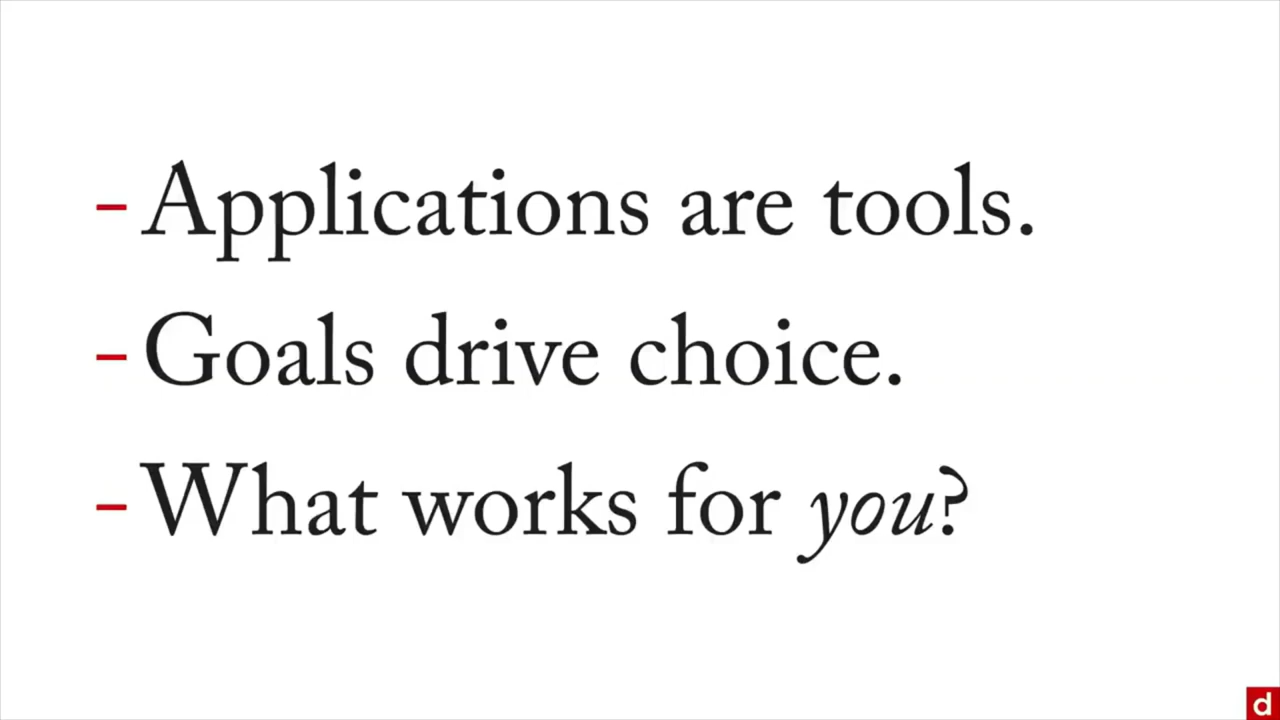 - Applications are tools.
- Goals drive choice.
- What works for you?
d